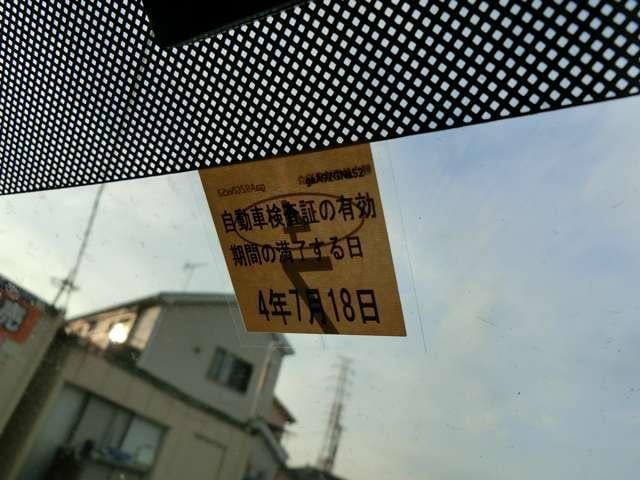 自動車検査証の有効
期間の満了する日
4年7月18日
売